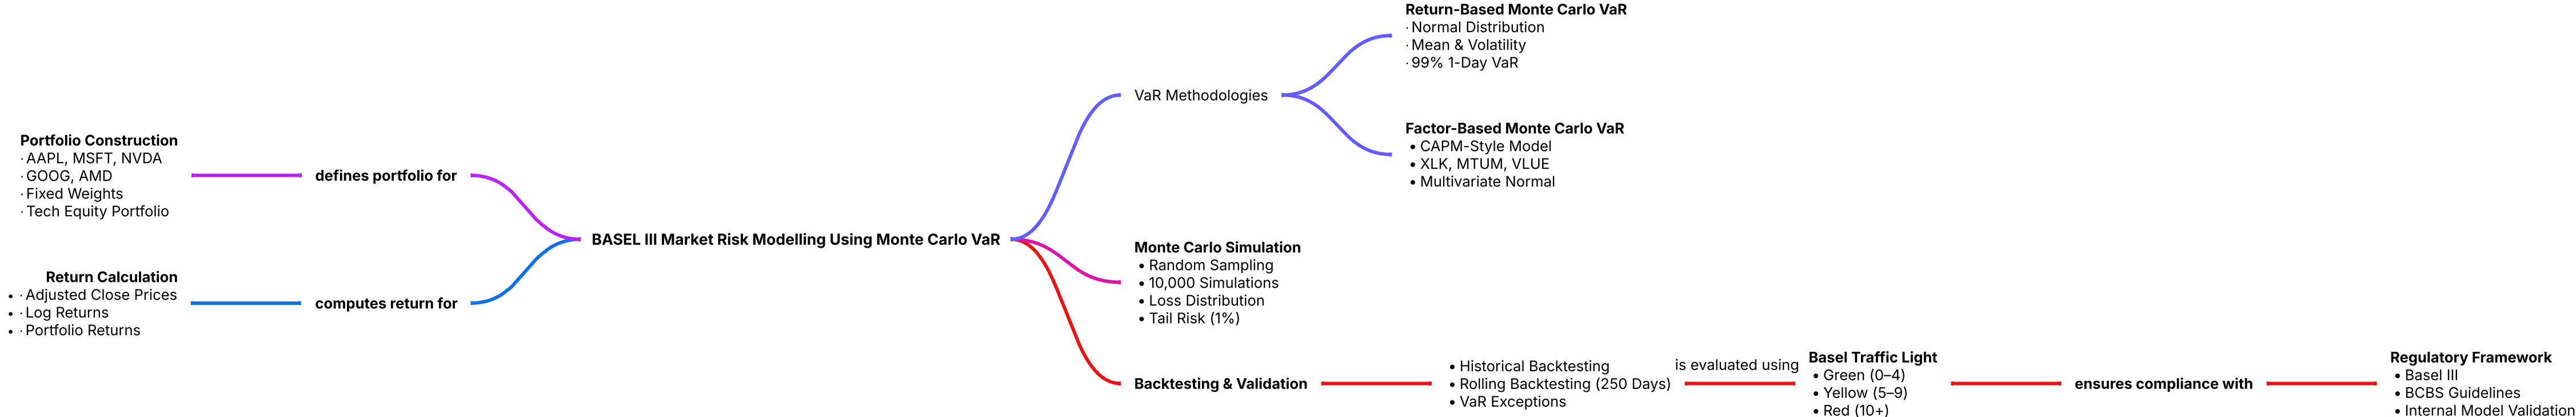 Portfolio Construction
· AAPL, MSFT, NVDA
· GOOG, AMD
· Fixed Weights
· Tech Equity Portfolio
defines portfolio for
Return Calculation
• · Adjusted Close Prices
• · Log Returns
• · Portfolio Returns
computes return for
BASEL III Market Risk Modelling Using Monte Carlo VaR
VaR Methodologies
Return-Based Monte Carlo VaR
· Normal Distribution
· Mean & Volatility
· 99% 1-Day VaR
Factor-Based Monte Carlo VaR
• CAPM-Style Model
• XLK, MTUM, VLUE
• Multivariate Normal
Monte Carlo Simulation
• Random Sampling
• 10,000 Simulations
• Loss Distribution
• Tail Risk (1%)
Backtesting & Validation
• Historical Backtesting
• Rolling Backtesting (250 Days)
• VaR Exceptions
is evaluated using
Basel Traffic Light
• Green (0–4)
• Yellow (5–9)
• Red (10+)
ensures compliance with
Regulatory Framework
• Basel III
• BCBS Guidelines
• Internal Model Validation